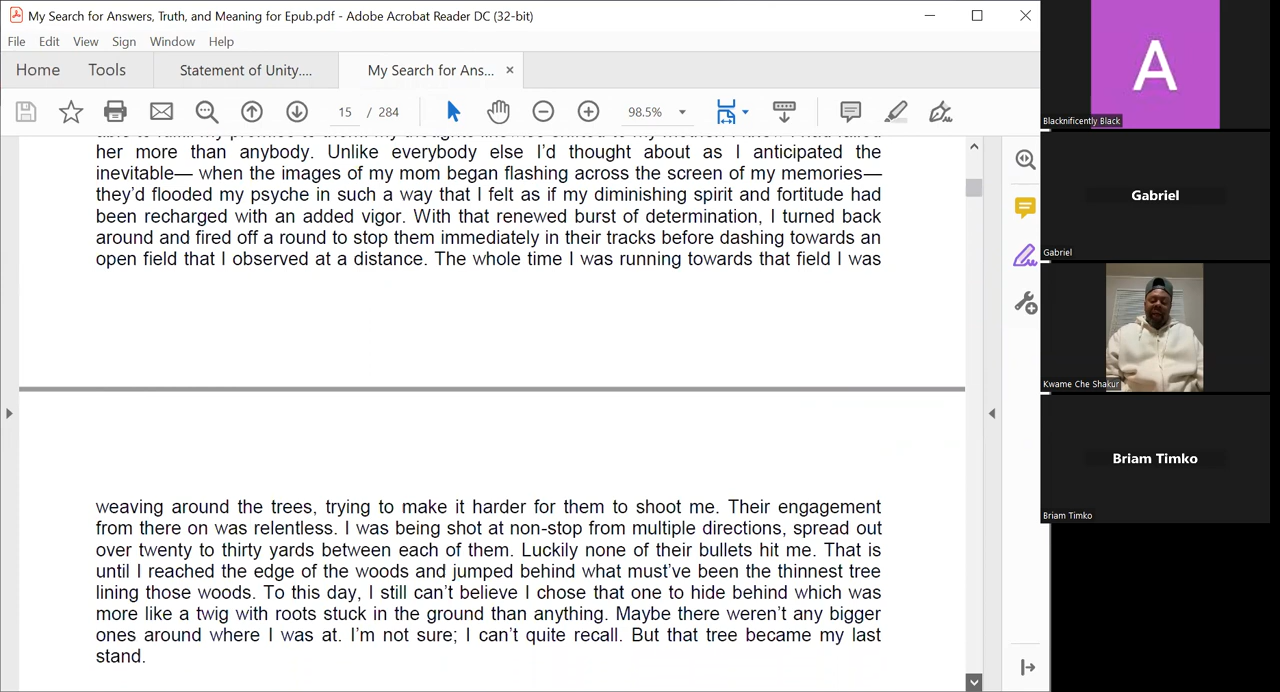 My Search for Answers, Truth, and Meaning for Epub.pdf - Adobe Acrobat Reader DC (32-bit)
File Edit View Sign Window Help
Home Tools Statement of Unity.... My Search for Ans... ×
15 / 284 98.5%
her more than anybody. Unlike everybody else I'd thought about as I anticipated the
inevitable— when the images of my mom began flashing across the screen of my memories—
they'd flooded my psyche in such a way that I felt as if my diminishing spirit and fortitude had
been recharged with an added vigor. With that renewed burst of determination, I turned back
around and fired off a round to stop them immediately in their tracks before dashing towards an
open field that I observed at a distance. The whole time I was running towards that field I was
weaving around the trees, trying to make it harder for them to shoot me. Their engagement
from there on was relentless. I was being shot at non-stop from multiple directions, spread out
over twenty to thirty yards between each of them. Luckily none of their bullets hit me. That is
until I reached the edge of the woods and jumped behind what must've been the thinnest tree
lining those woods. To this day, I still can't believe I chose that one to hide behind which was
more like a twig with roots stuck in the ground than anything. Maybe there weren't any bigger
ones around where I was at. I'm not sure; I can't quite recall. But that tree became my last
stand.
A
Blacknificently Black
Gabriel
Gabriel
Kwame Che Shakur
Briam Timko
Briam Timko